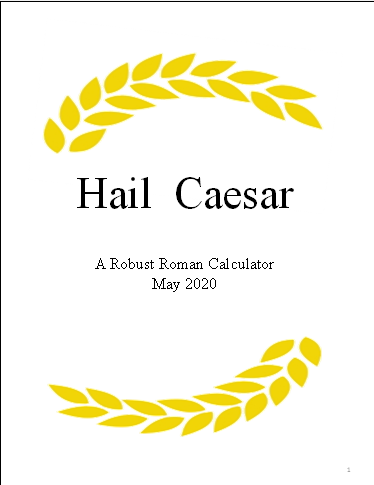 Hail Caesar
A Robust Roman Calculator
May 2020
1